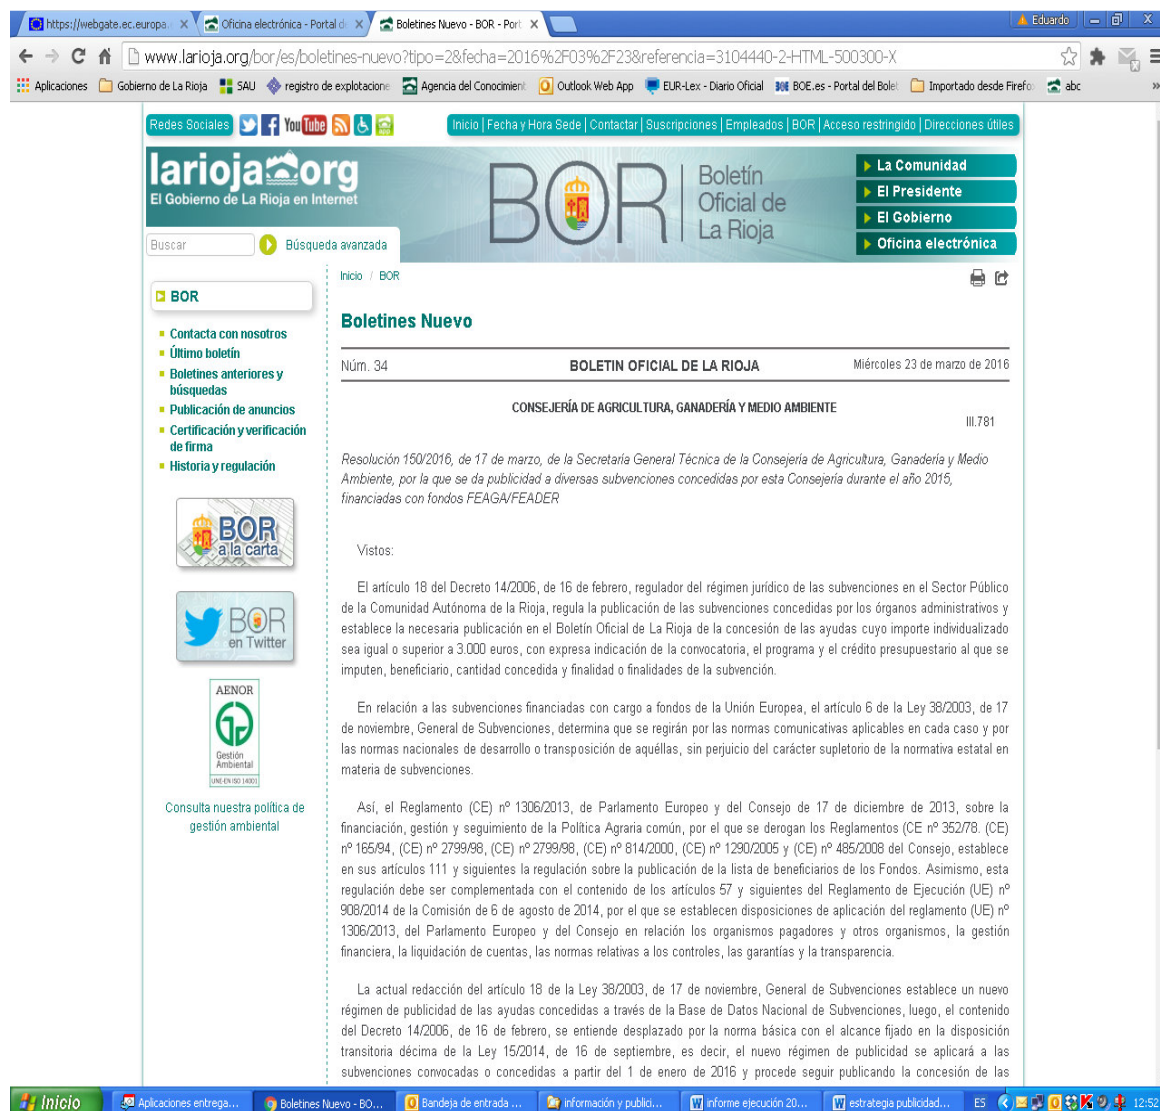 https://webgate.ec.europa.
Oficina electrónica - Portal d
Boletines Nuevo - BOR - Port
Eduardo
www.larioja.org/bor/es/boletines-nuevo?tipo=2&fecha=2016%2F03%2F23&referencia=3104440-2-HTML-500300-X
Aplicaciones
Gobierno de La Rioja
SAU
registro de explotacione
Agencia del Conocimient
Outlook Web App
EUR-Lex - Diario Oficial
BOE.es - Portal del Bolet
Importado desde Firefo
abc
Redes Sociales
You Tube
Inicio | Fecha y Hora Sede | Contactar | Suscripciones | Empleados | BOR | Acceso restringido | Direcciones útiles
larioja.org
El Gobierno de La Rioja en Internet
BOR
Boletín
Oficial de
La Rioja
La Comunidad
El Presidente
El Gobierno
Oficina electrónica
Buscar
Búsqueda avanzada
Inicio / BOR
BOR
Contacta con nosotros
Último boletín
Boletines anteriores y
búsquedas
Publicación de anuncios
Certificación y verificación
de firma
Historia y regulación
BOR
a la carta
BOR
en Twitter
AENOR
Gestión
Ambiental
UNE-EN ISO 14001
Consulta nuestra política de
gestión ambiental
Boletines Nuevo
Núm. 34
BOLETIN OFICIAL DE LA RIOJA
Miércoles 23 de marzo de 2016
CONSEJERÍA DE AGRICULTURA, GANADERÍA Y MEDIO AMBIENTE
III.781
Resolución 150/2016, de 17 de marzo, de la Secretaría General Técnica de la Consejería de Agricultura, Ganadería y Medio
Ambiente, por la que se da publicidad a diversas subvenciones concedidas por esta Consejería durante el año 2015,
financiadas con fondos FEAGA/FEADER
Vistos:
El artículo 18 del Decreto 14/2006, de 16 de febrero, regulador del régimen jurídico de las subvenciones en el Sector Público
de la Comunidad Autónoma de la Rioja, regula la publicación de las subvenciones concedidas por los órganos administrativos y
establece la necesaria publicación en el Boletín Oficial de La Rioja de la concesión de las ayudas cuyo importe individualizado
sea igual o superior a 3.000 euros, con expresa indicación de la convocatoria, el programa y el crédito presupuestario al que se
imputen, beneficiario, cantidad concedida y finalidad o finalidades de la subvención.
En relación a las subvenciones financiadas con cargo a fondos de la Unión Europea, el artículo 6 de la Ley 38/2003, de 17
de noviembre, General de Subvenciones, determina que se regirán por las normas comunicativas aplicables en cada caso y por
las normas nacionales de desarrollo o transposición de aquéllas, sin perjuicio del carácter supletorio de la normativa estatal en
materia de subvenciones.
Así, el Reglamento (CE) nº 1306/2013, de Parlamento Europeo y del Consejo de 17 de diciembre de 2013, sobre la
financiación, gestión y seguimiento de la Política Agraria común, por el que se derogan los Reglamentos (CE nº 352/78. (CE)
nº 165/94, (CE) nº 2799/98, (CE) nº 2799/98, (CE) nº 814/2000, (CE) nº 1290/2005 y (CE) nº 485/2008 del Consejo, establece
en sus artículos 111 y siguientes la regulación sobre la publicación de la lista de beneficiarios de los Fondos. Asimismo, esta
regulación debe ser complementada con el contenido de los artículos 57 y siguientes del Reglamento de Ejecución (UE) nº
908/2014 de la Comisión de 6 de agosto de 2014, por el que se establecen disposiciones de aplicación del reglamento (UE) nº
1306/2013, del Parlamento Europeo y del Consejo en relación los organismos pagadores y otros organismos, la gestión
financiera, la liquidación de cuentas, las normas relativas a los controles, las garantías y la transparencia.
La actual redacción del artículo 18 de la Ley 38/2003, de 17 de noviembre, General de Subvenciones establece un nuevo
régimen de publicidad de las ayudas concedidas a través de la Base de Datos Nacional de Subvenciones, luego, el contenido
del Decreto 14/2006, de 16 de febrero, se entiende desplazado por la norma básica con el alcance fijado en la disposición
transitoria décima de la Ley 15/2014, de 16 de septiembre, es decir, el nuevo régimen de publicidad se aplicará a las
subvenciones convocadas o concedidas a partir del 1 de enero de 2016 y procede seguir publicando la concesión de las
Inicio
Aplicaciones entrega...
Boletines Nuevo - BO...
Bandeja de entrada ...
información y publici...
informe ejecución 20...
estrategia publicidad...
ES
12:52